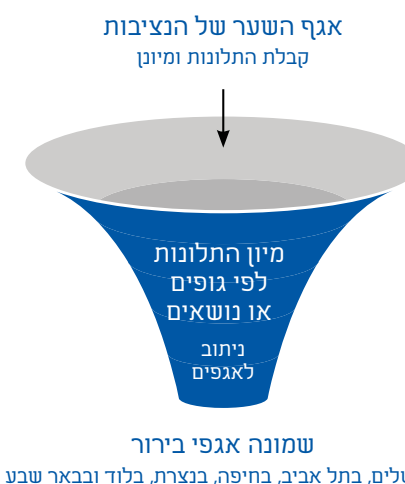 אגף השער של הנציבות
קבלת התלונות ומיונן
מיון התלונות
לפי גופים
או נושאים
ניתוב
לאגפים
שמונה אגפי בירור
בתל אביב, בחיפה, בנצרת, בלוד ובבאר שבע